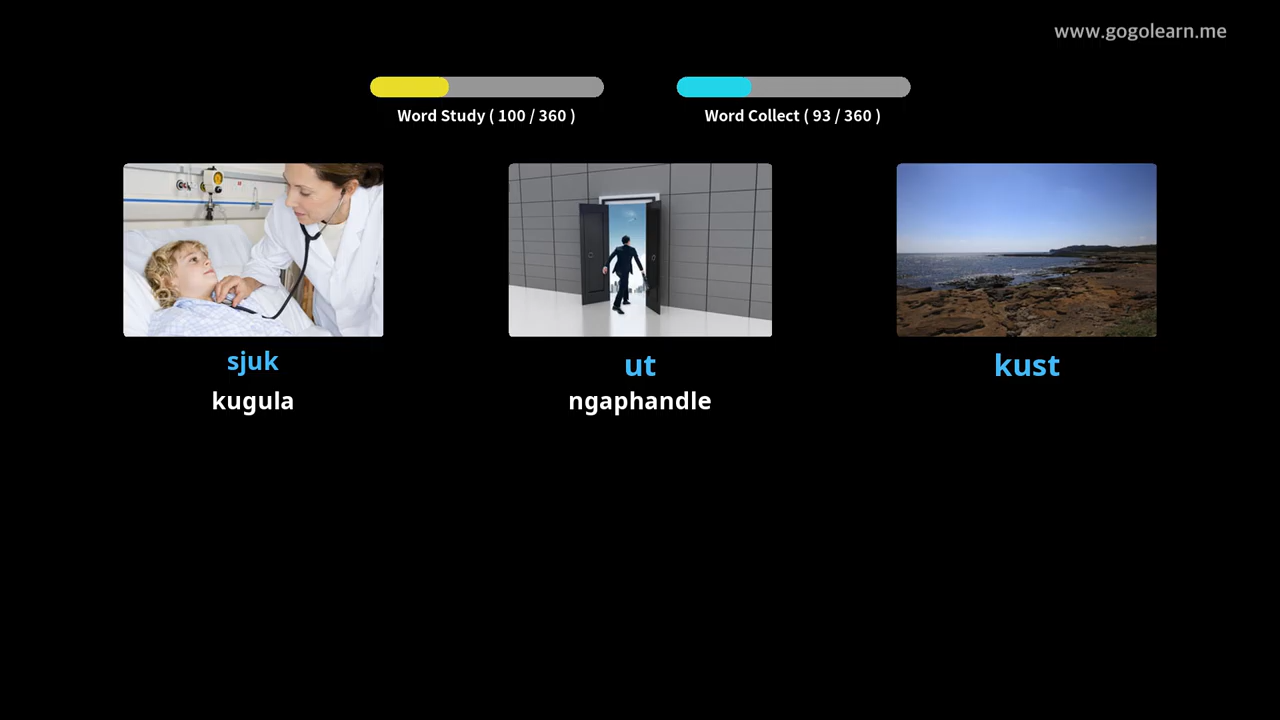 www.gogolearn.me
Word Study ( 100 / 360 )
Word Collect ( 93 / 360 )
sjuk
kugula
ut
ngaphandle
kust